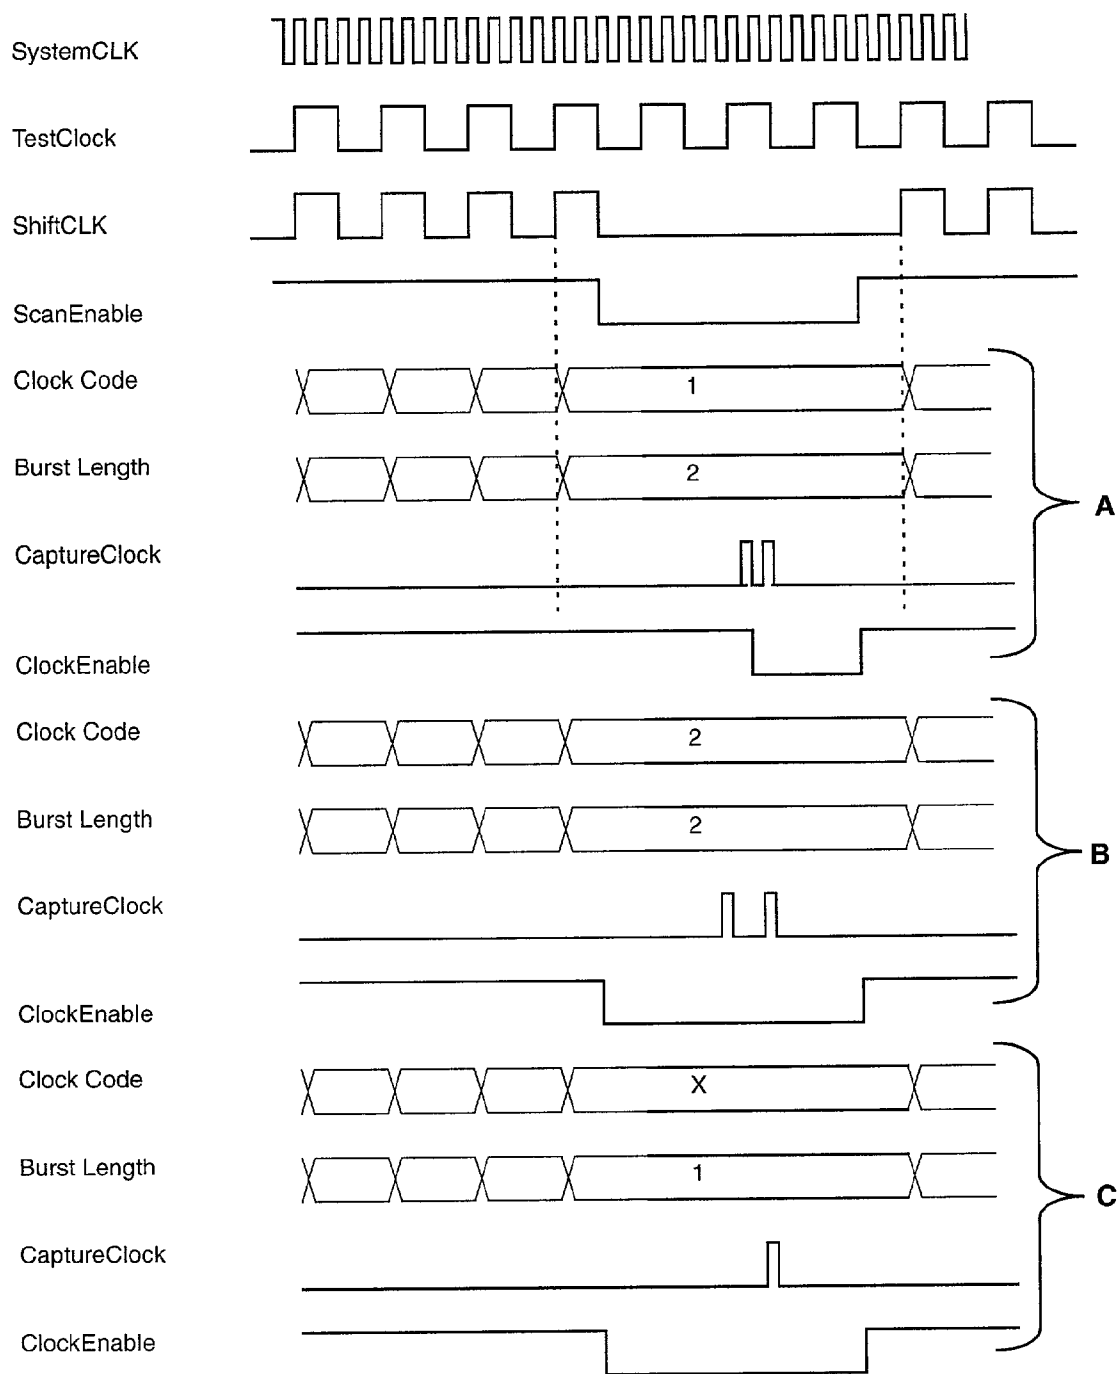 SystemCLK
TestClock
ShiftCLK
ScanEnable
Clock Code
1
Burst Length
2
A
CaptureClock
ClockEnable
Clock Code
2
Burst Length
2
B
CaptureClock
ClockEnable
Clock Code
X
Burst Length
1
C
CaptureClock
ClockEnable